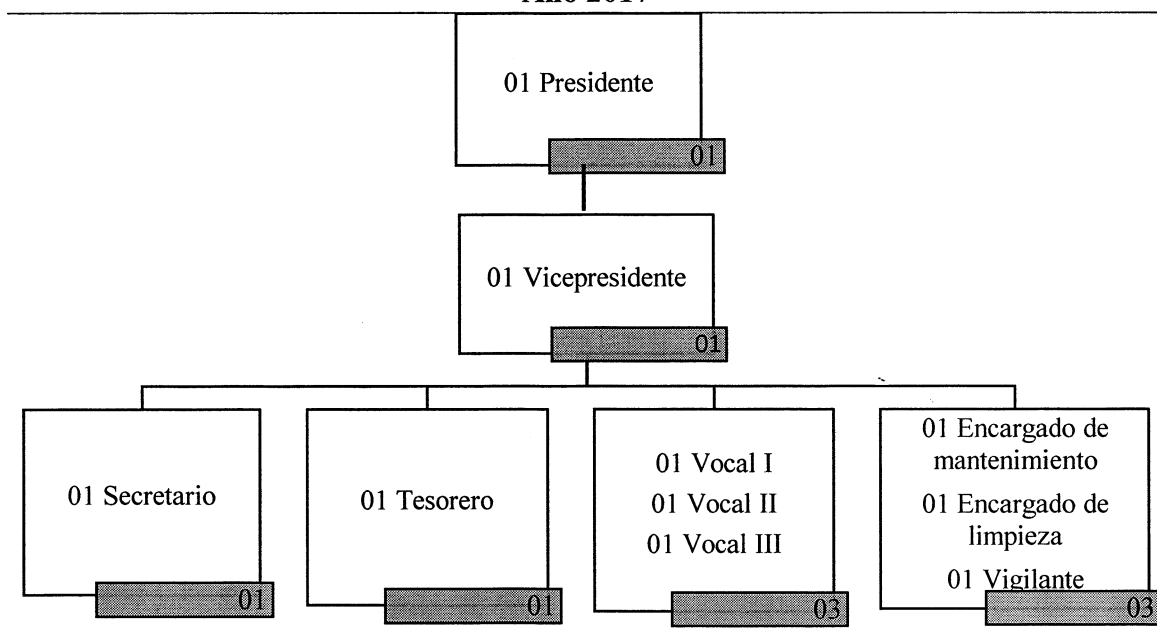 01 Presidente
01
01 Vicepresidente
01
01 Secretario
01
01 Tesorero
01
01 Vocal I
01 Vocal II
01 Vocal III
03
01 Encargado de
mantenimiento
01 Encargado de
limpieza
01 Vigilante
03